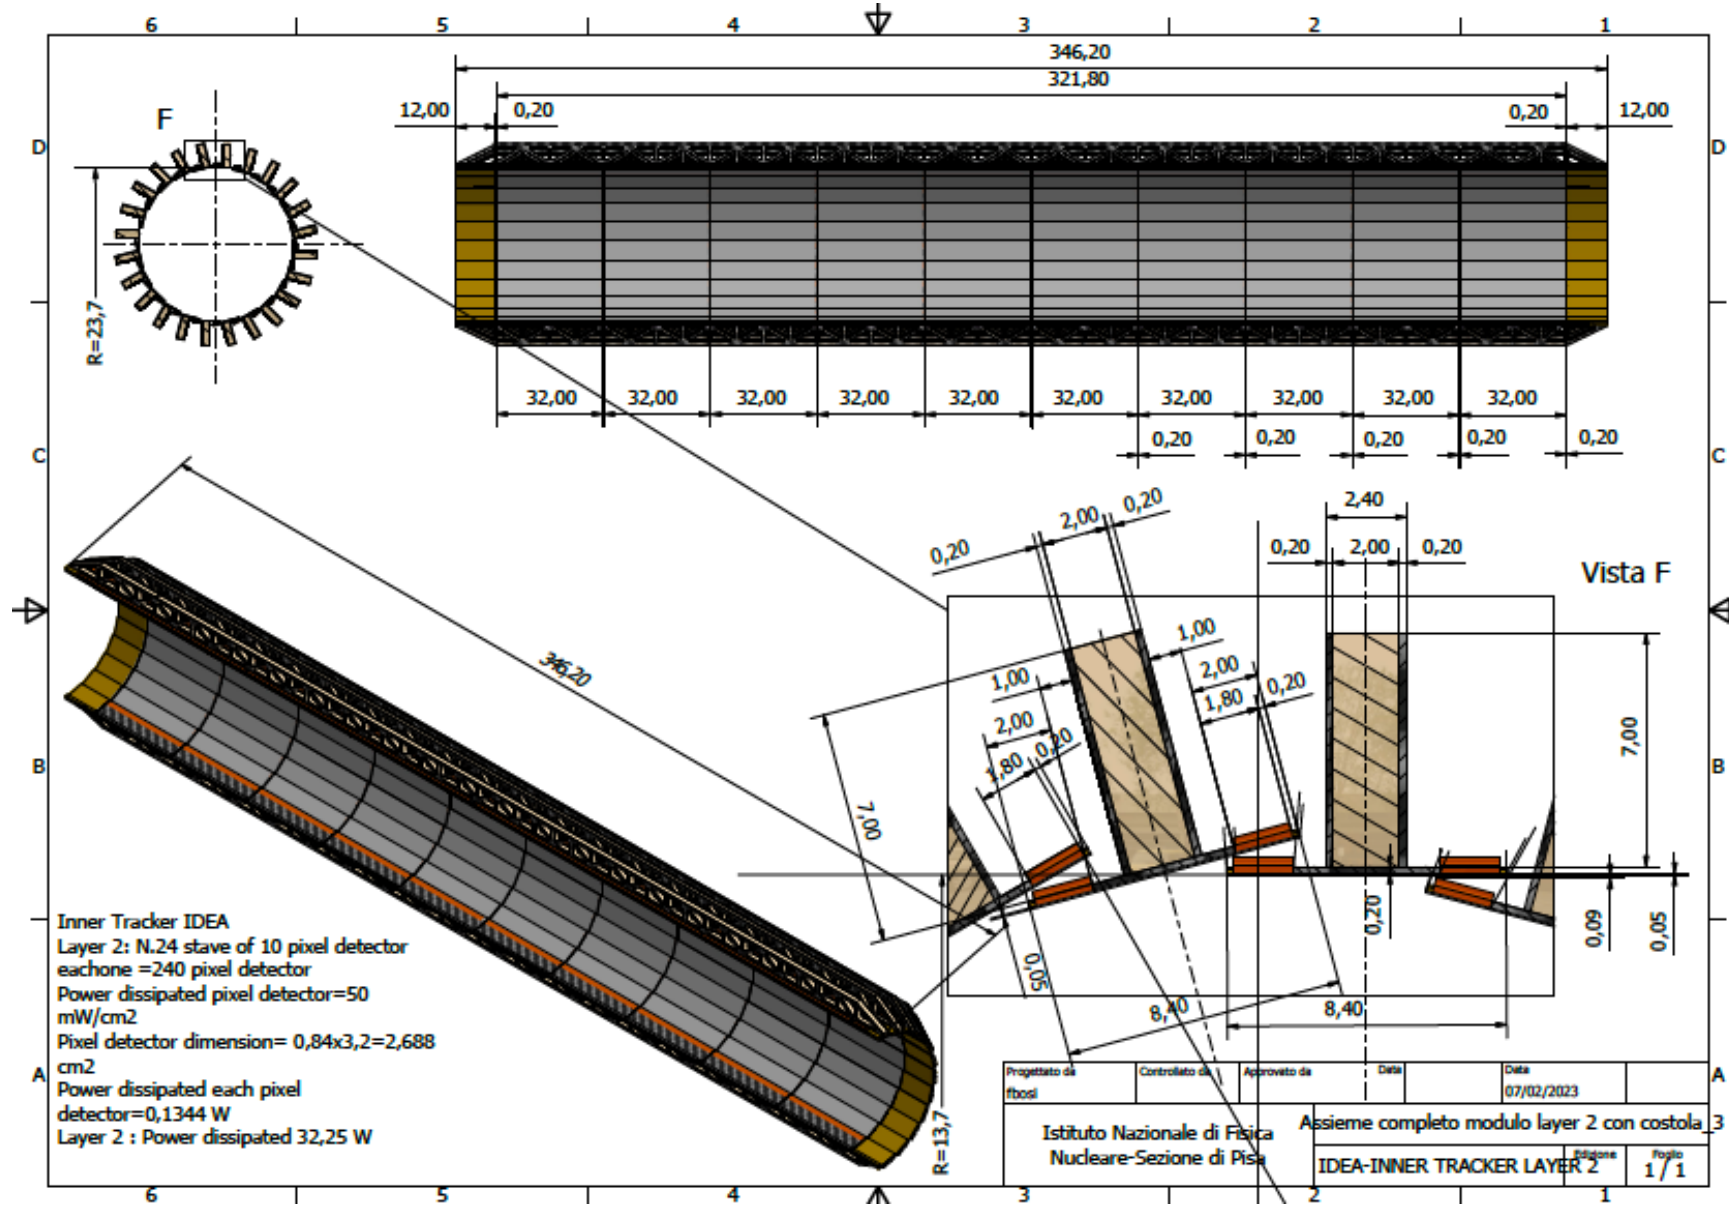 6 5 4 3 2 1
346,20
321,80
12,00 0,20 0,20 12,00
F
D D
R=23,7
32,00 32,00 32,00 32,00 32,00 32,00 32,00 32,00 32,00 32,00
0,20 0,20 0,20 0,20 0,20
C C
346,20
0,20 2,00 0,20
2,40
0,20 2,00 0,20
Vista F
1,00
1,00 2,00
1,80 0,20
2,00
1,80 0,20
7,00
7,00
B B
0,20
0,09
0,05
0,05
8,40
8,40
R=13,7
Inner Tracker IDEA
Layer 2: N.24 stave of 10 pixel detector
eachone =240 pixel detector
Power dissipated pixel detector=50
mW/cm2
Pixel detector dimension= 0,84x3,2=2,688
cm2
Power dissipated each pixel
detector=0,1344 W
Layer 2 : Power dissipated 32,25 W
A A
Progettato da
fbosi
Controllato da
Approvato da
Date
Date
07/02/2023
Istituto Nazionale di Fisica
Nucleare-Sezione di Pisa
Assieme completo modulo layer 2 con costola_3
IDEA-INNER TRACKER LAYER 2
Edizione
Foglio
1 / 1
6 5 4 3 2 1